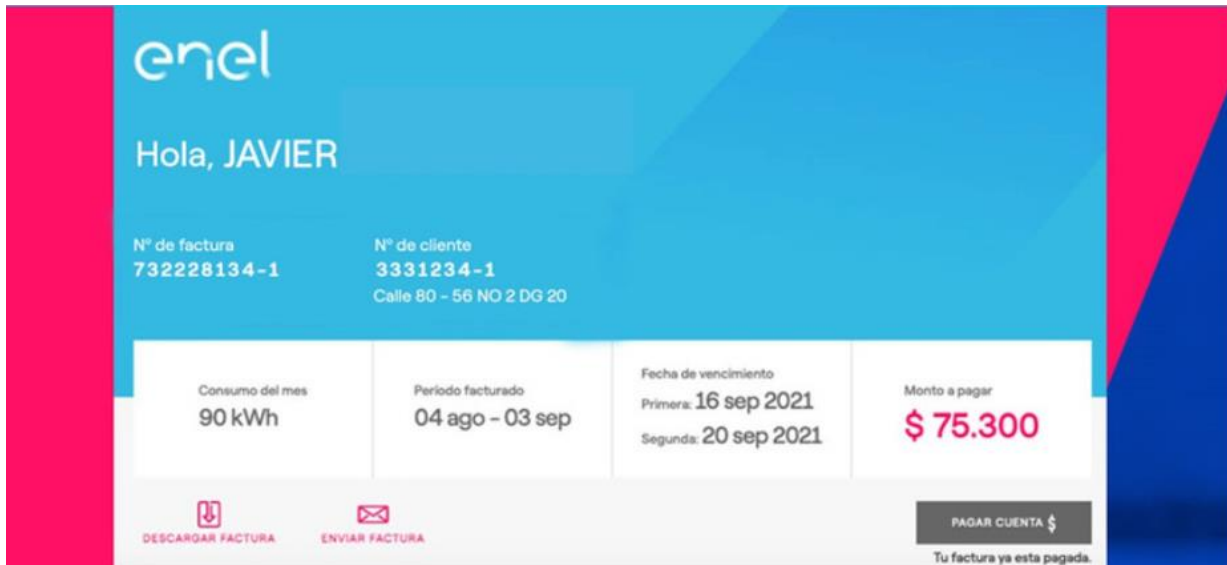 enel
Hola, JAVIER
Nº de factura
732228134-1
Nº de cliente
3331234-1
Calle 80 - 56 NO 2 DG 20
Consumo del mes
90 kWh
Periodo facturado
04 ago - 03 sep
Fecha de vencimiento
Primera: 16 sep 2021
Segunda: 20 sep 2021
Monto a pagar
$ 75.300
DESCARGAR FACTURA
ENVIAR FACTURA
PAGAR CUENTA $
Tu factura ya esta pagada.